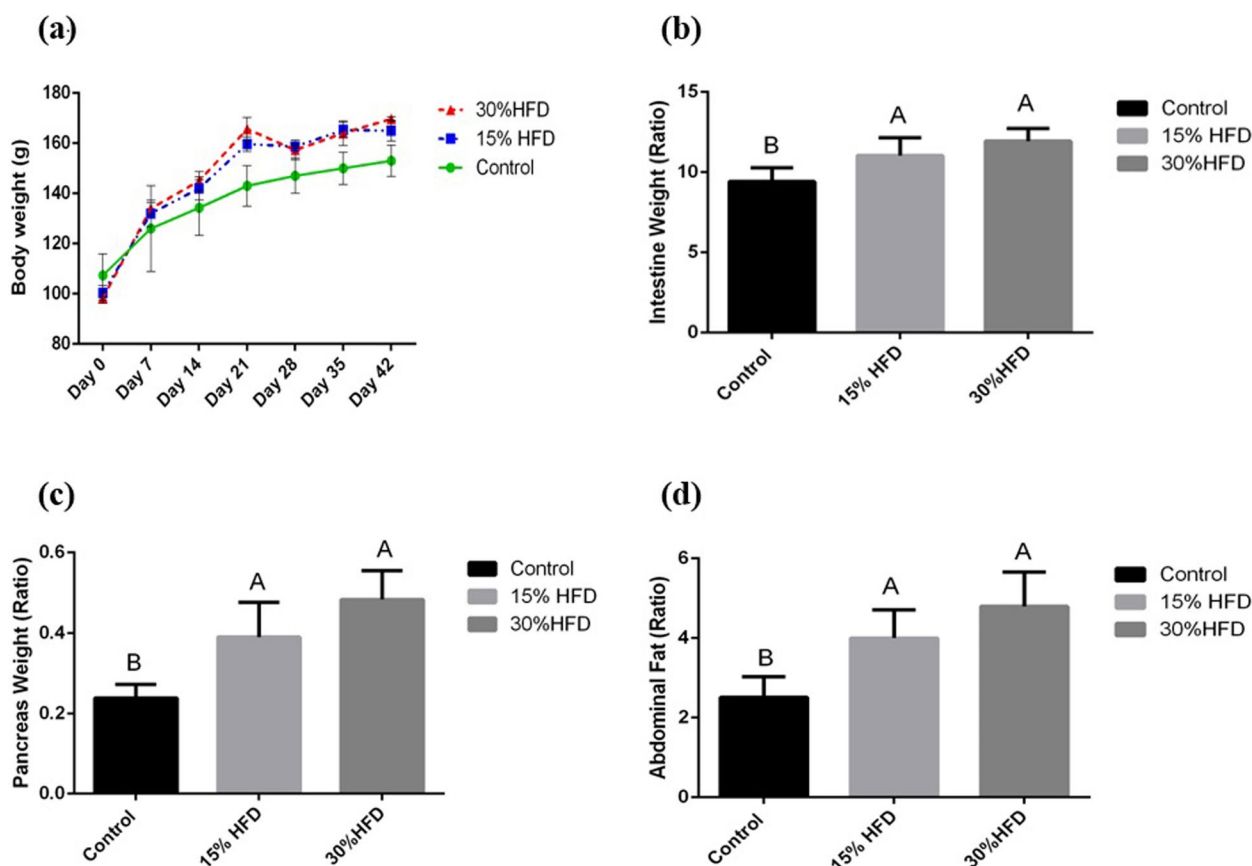 (a)
180
160
140
120
100
80
Body weight (g)
Day 0
Day 7
Day 14
Day 21
Day 28
Day 35
Day 42
30%HFD
15% HFD
Control
(b)
15
10
5
0
Intestine Weight (Ratio)
B
A
A
Control
15% HFD
30%HFD
Control
15% HFD
30%HFD
(c)
0.6
0.4
0.2
0.0
Pancreas Weight (Ratio)
B
A
A
Control
15% HFD
30%HFD
Control
15% HFD
30%HFD
(d)
6
4
2
0
Abdominal Fat (Ratio)
B
A
A
Control
15% HFD
30%HFD
Control
15% HFD
30%HFD